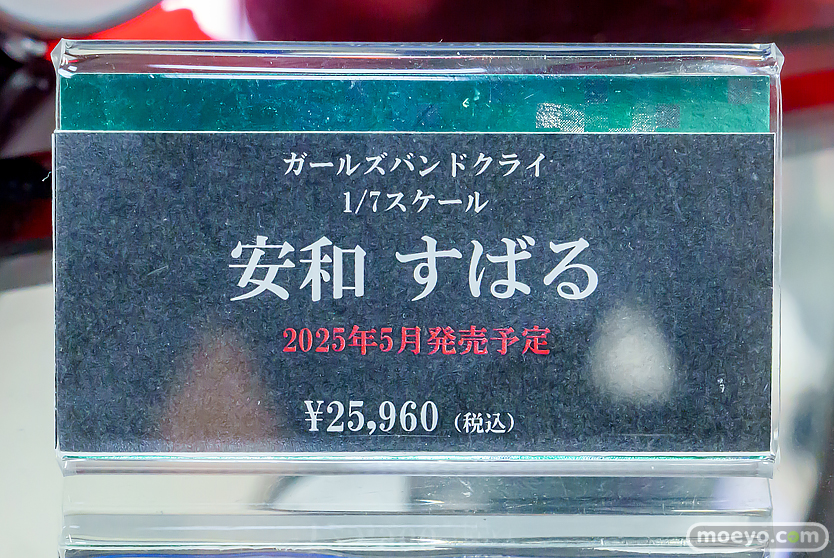 ガールズバンドクライ
1/7スケール
安和 すばる
2025年5月発売予定
¥25,960（税込）
moeyo.com